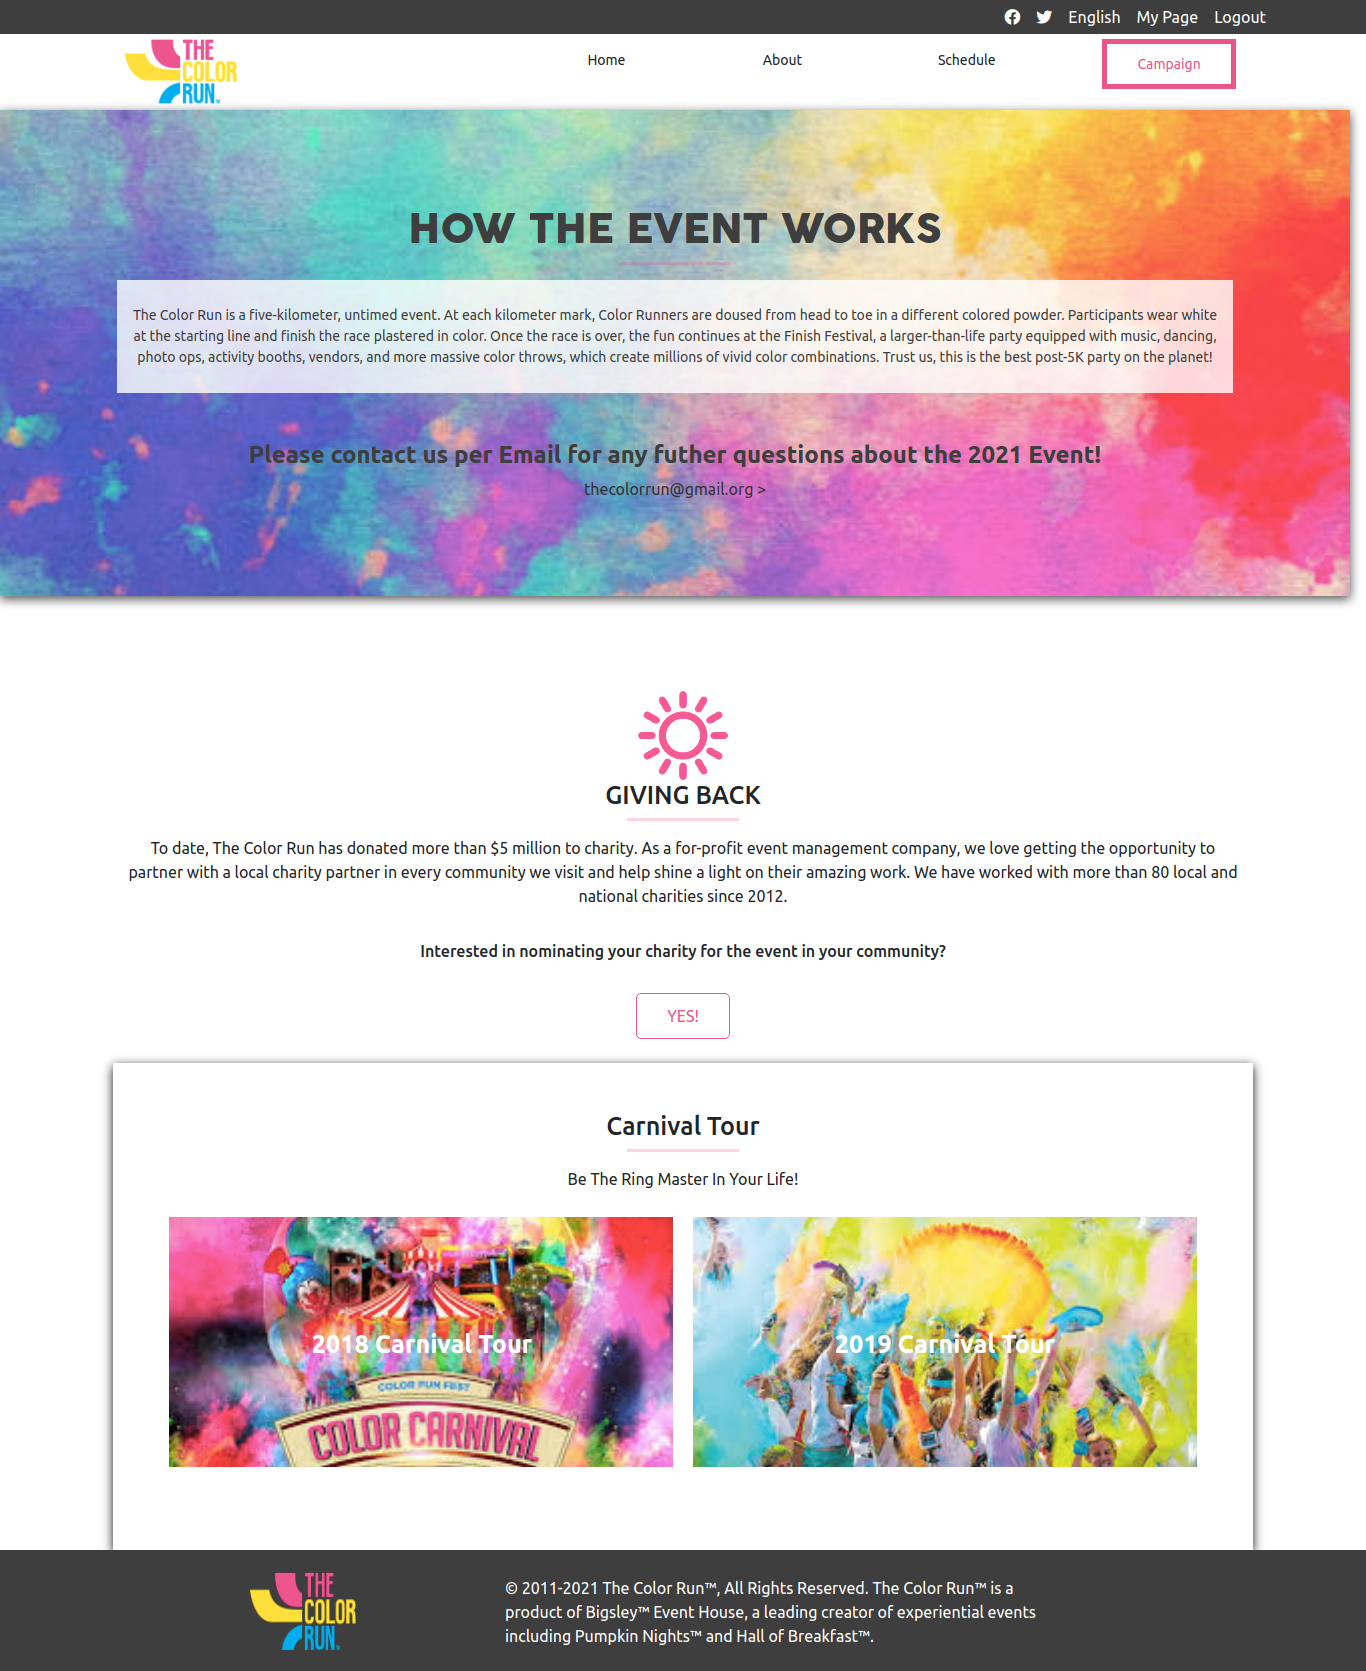 English My Page Logout
THE
COLOR
RUN™
Home About Schedule Campaign
HOW THE EVENT WORKS
The Color Run is a five-kilometer, untimed event. At each kilometer mark, Color Runners are doused from head to toe in a different colored powder. Participants wear white
at the starting line and finish the race plastered in color. Once the race is over, the fun continues at the Finish Festival, a larger-than-life party equipped with music, dancing,
photo ops, activity booths, vendors, and more massive color throws, which create millions of vivid color combinations. Trust us, this is the best post-5K party on the planet!
Please contact us per Email for any futher questions about the 2021 Event!
thecolorrun@gmail.org >
GIVING BACK
To date, The Color Run has donated more than $5 million to charity. As a for-profit event management company, we love getting the opportunity to
partner with a local charity partner in every community we visit and help shine a light on their amazing work. We have worked with more than 80 local and
national charities since 2012.
Interested in nominating your charity for the event in your community?
YES!
Carnival Tour
Be The Ring Master In Your Life!
2018 Carnival Tour
COLOR FUN FEST
COLOR CARNIVAL
2019 Carnival Tour
THE
COLOR
RUN™
© 2011-2021 The Color Run™, All Rights Reserved. The Color Run™ is a
product of Bigsley™ Event House, a leading creator of experiential events
including Pumpkin Nights™ and Hall of Breakfast™.